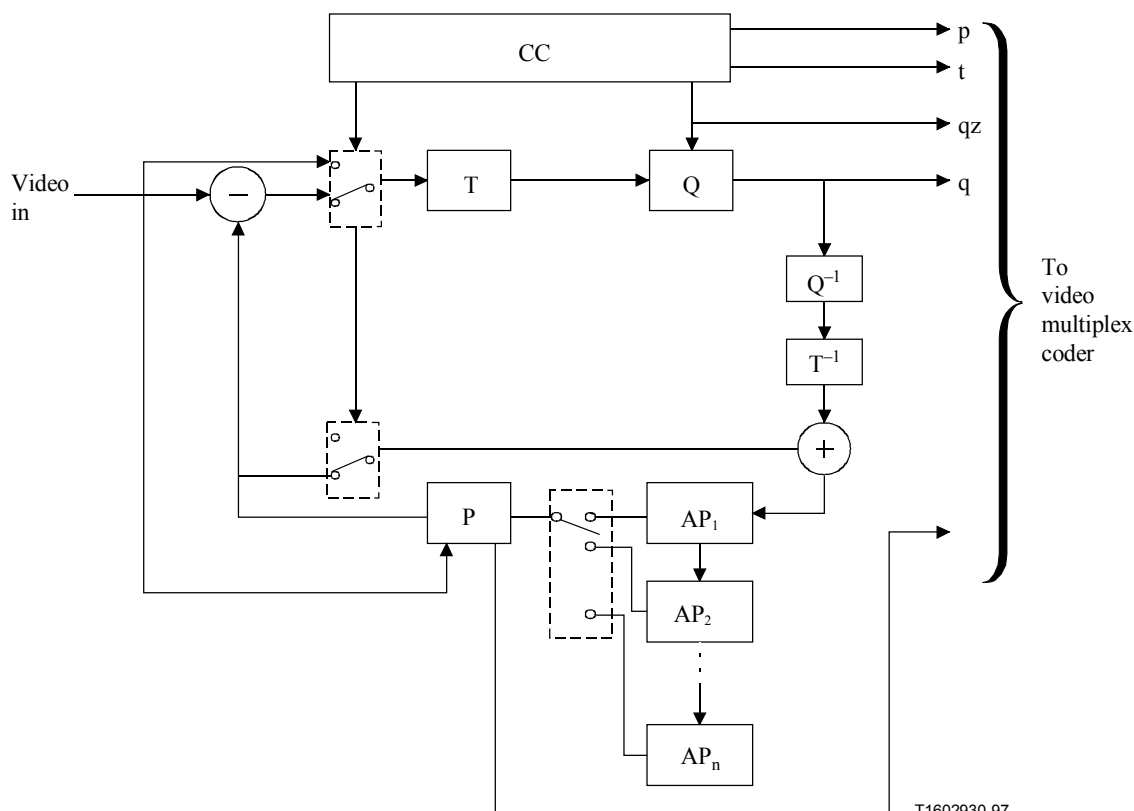 CC
p
t
qz
Video
in
−
T
Q
q
Q⁻¹
To
video
multiplex
coder
T⁻¹
+
P
AP₁
AP₂
APₙ
T1602930-97